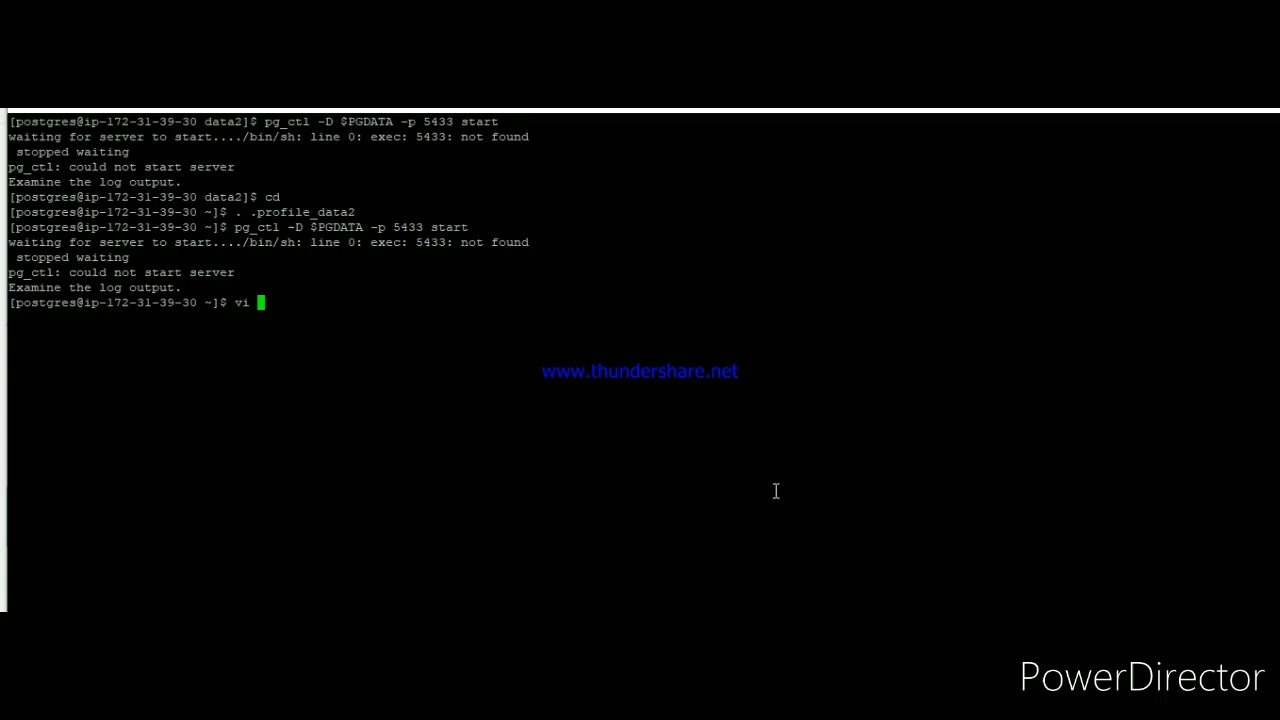 [postgres@ip-172-31-39-30 data2]$ pg_ctl -D $PGDATA -p 5433 start
waiting for server to start..../bin/sh: line 0: exec: 5433: not found
 stopped waiting
pg_ctl: could not start server
Examine the log output.
[postgres@ip-172-31-39-30 data2]$ cd
[postgres@ip-172-31-39-30 ~]$ . .profile_data2
[postgres@ip-172-31-39-30 ~]$ pg_ctl -D $PGDATA -p 5433 start
waiting for server to start..../bin/sh: line 0: exec: 5433: not found
 stopped waiting
pg_ctl: could not start server
Examine the log output.
[postgres@ip-172-31-39-30 ~]$ vi
www.thundershare.net
PowerDirector